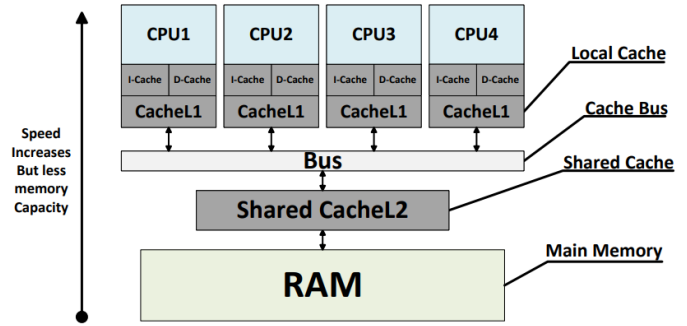 CPU1
CPU2
CPU3
CPU4
I-Cache
D-Cache
I-Cache
D-Cache
I-Cache
D-Cache
I-Cache
D-Cache
CacheL1
CacheL1
CacheL1
CacheL1
Local Cache
Cache Bus
Bus
Shared Cache
Shared CacheL2
Main Memory
RAM
Speed
Increases
But less
memory
Capacity